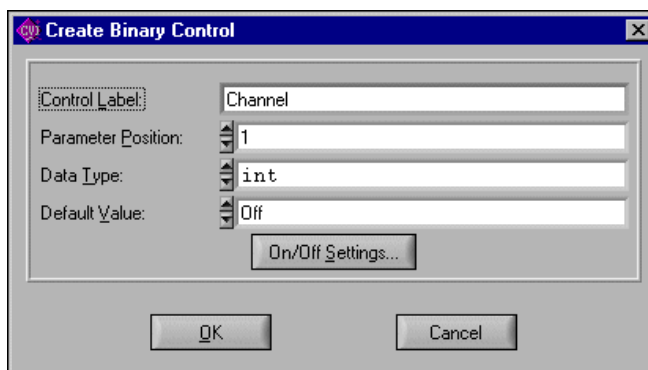 CVI Create Binary Control
Control Label: Channel
Parameter Position: 1
Data Type: int
Default Value: Off
On/Off Settings...
OK Cancel